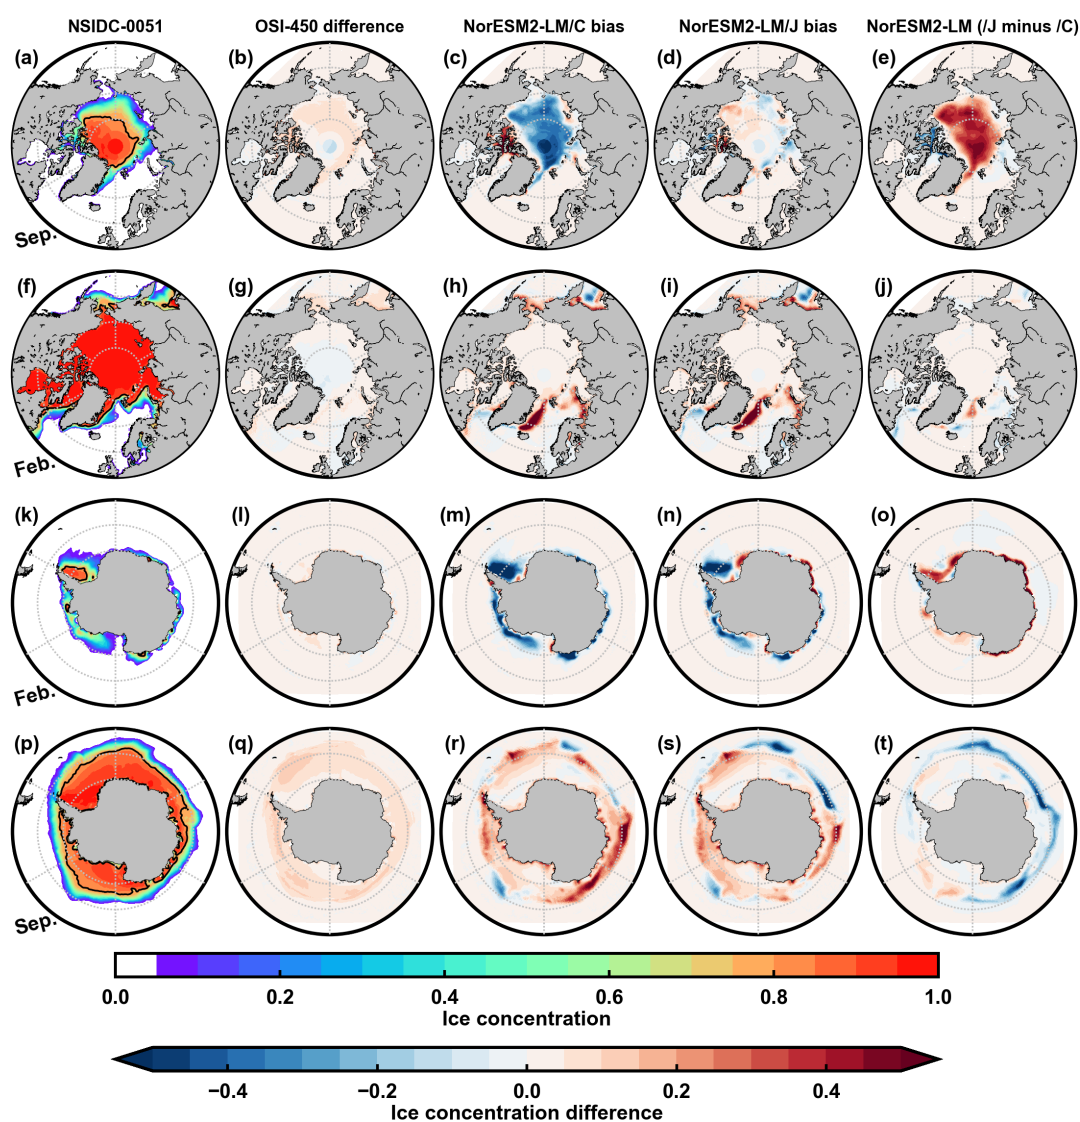 NSIDC-0051 OSI-450 difference NorESM2-LM/C bias NorESM2-LM/J bias NorESM2-LM (/J minus /C)
(a) (b) (c) (d) (e)
Sep.
(f) (g) (h) (i) (j)
Feb.
(k) (l) (m) (n) (o)
Feb.
(p) (q) (r) (s) (t)
Sep.
0.0 0.2 0.4 0.6 0.8 1.0
Ice concentration
−0.4 −0.2 0.0 0.2 0.4
Ice concentration difference